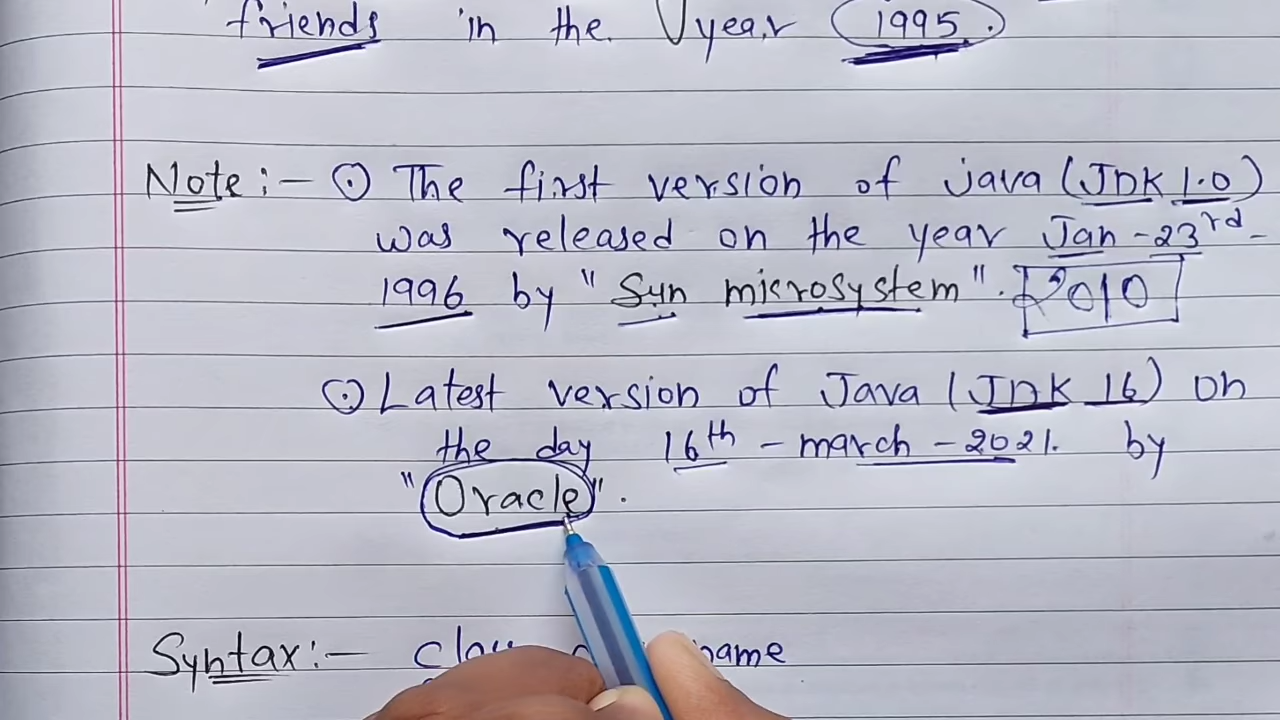 friends in the year 1995.
Note:- ⊙ The first version of java (JDK 1.0)
was released on the year Jan-23rd-
1996 by "Sun microsystem". 2010
⊙ Latest version of Java (JDK 16) on
the day 16th-march-2021. by
"Oracle".
Syntax:- name